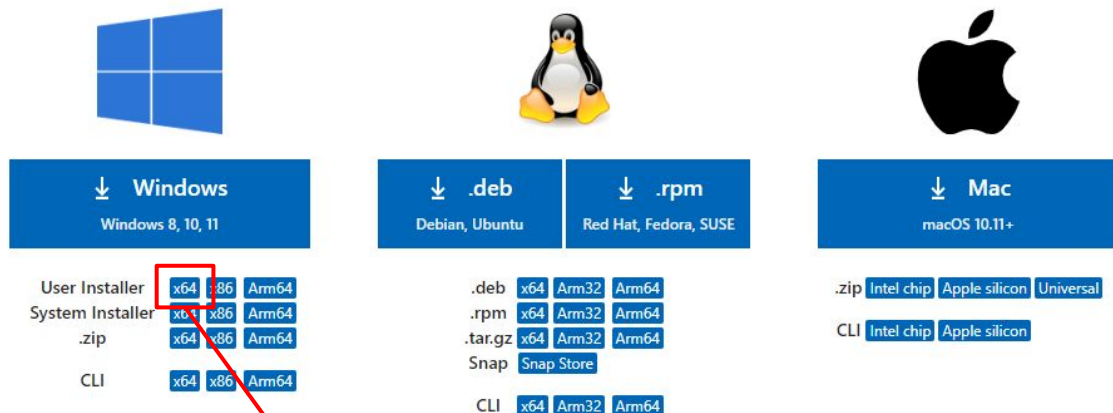 Windows
Windows 8, 10, 11
User Installer x64 x86 Arm64
System Installer x64 x86 Arm64
.zip x64 x86 Arm64
CLI x64 x86 Arm64
.deb
Debian, Ubuntu
.rpm
Red Hat, Fedora, SUSE
.deb x64 Arm32 Arm64
.rpm x64 Arm32 Arm64
.tar.gz x64 Arm32 Arm64
Snap Snap Store
CLI x64 Arm32 Arm64
Mac
macOS 10.11+
.zip Intel chip Apple silicon Universal
CLI Intel chip Apple silicon